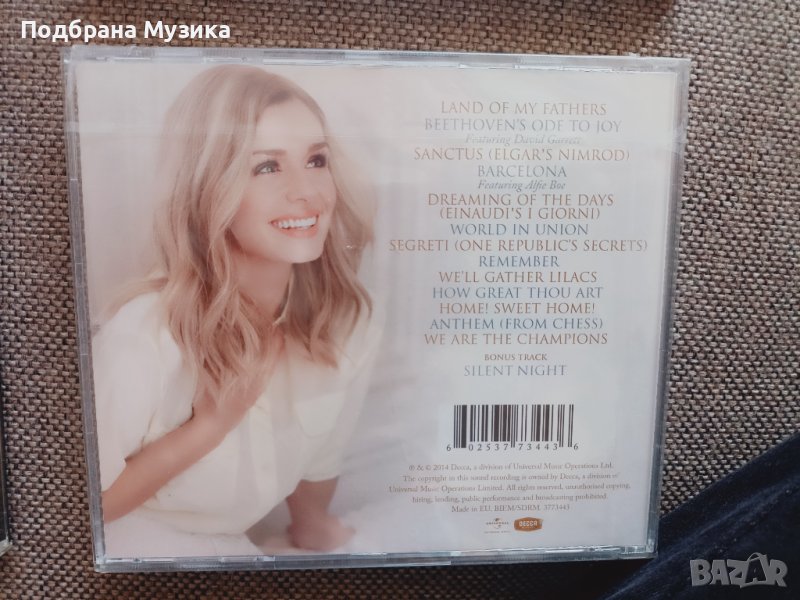 Подбрана Музика
LAND OF MY FATHERS
BEETHOVEN'S ODE TO JOY
Featuring David Garrett
SANCTUS (ELGAR'S NIMROD)
BARCELONA
Featuring Alfie Boe
DREAMING OF THE DAYS
(EINAUDI'S I GIORNI)
WORLD IN UNION
SEGRETI (ONE REPUBLIC'S SECRETS)
REMEMBER
WE'LL GATHER LILACS
HOW GREAT THOU ART
HOME! SWEET HOME!
ANTHEM (FROM CHESS)
WE ARE THE CHAMPIONS
BONUS TRACK
SILENT NIGHT
6 02537 73443 6
℗ & © 2014 Decca, a division of Universal Music Operations Ltd.
The copyright in this sound recording is owned by Decca, a division of
Universal Music Operations Limited. All rights reserved, unauthorised copying,
hiring, lending, public performance and broadcasting prohibited.
Made in EU. BIEM/SDRM. 3773443
UNIVERSAL
DECCA
BAZAR